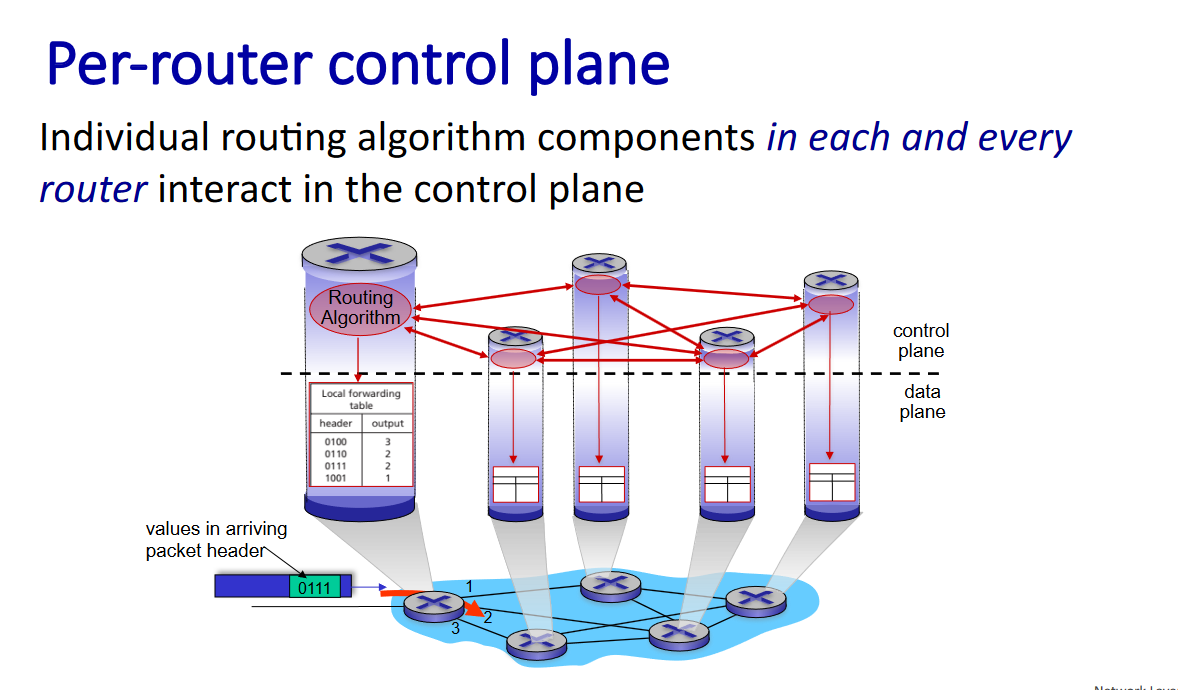 Per-router control plane
Individual routing algorithm components in each and every
router interact in the control plane
Routing
Algorithm
control
plane
data
plane
Local forwarding
table
header output
0100 3
0110 2
0111 2
1001 1
values in arriving
packet header
0111
1
2
3